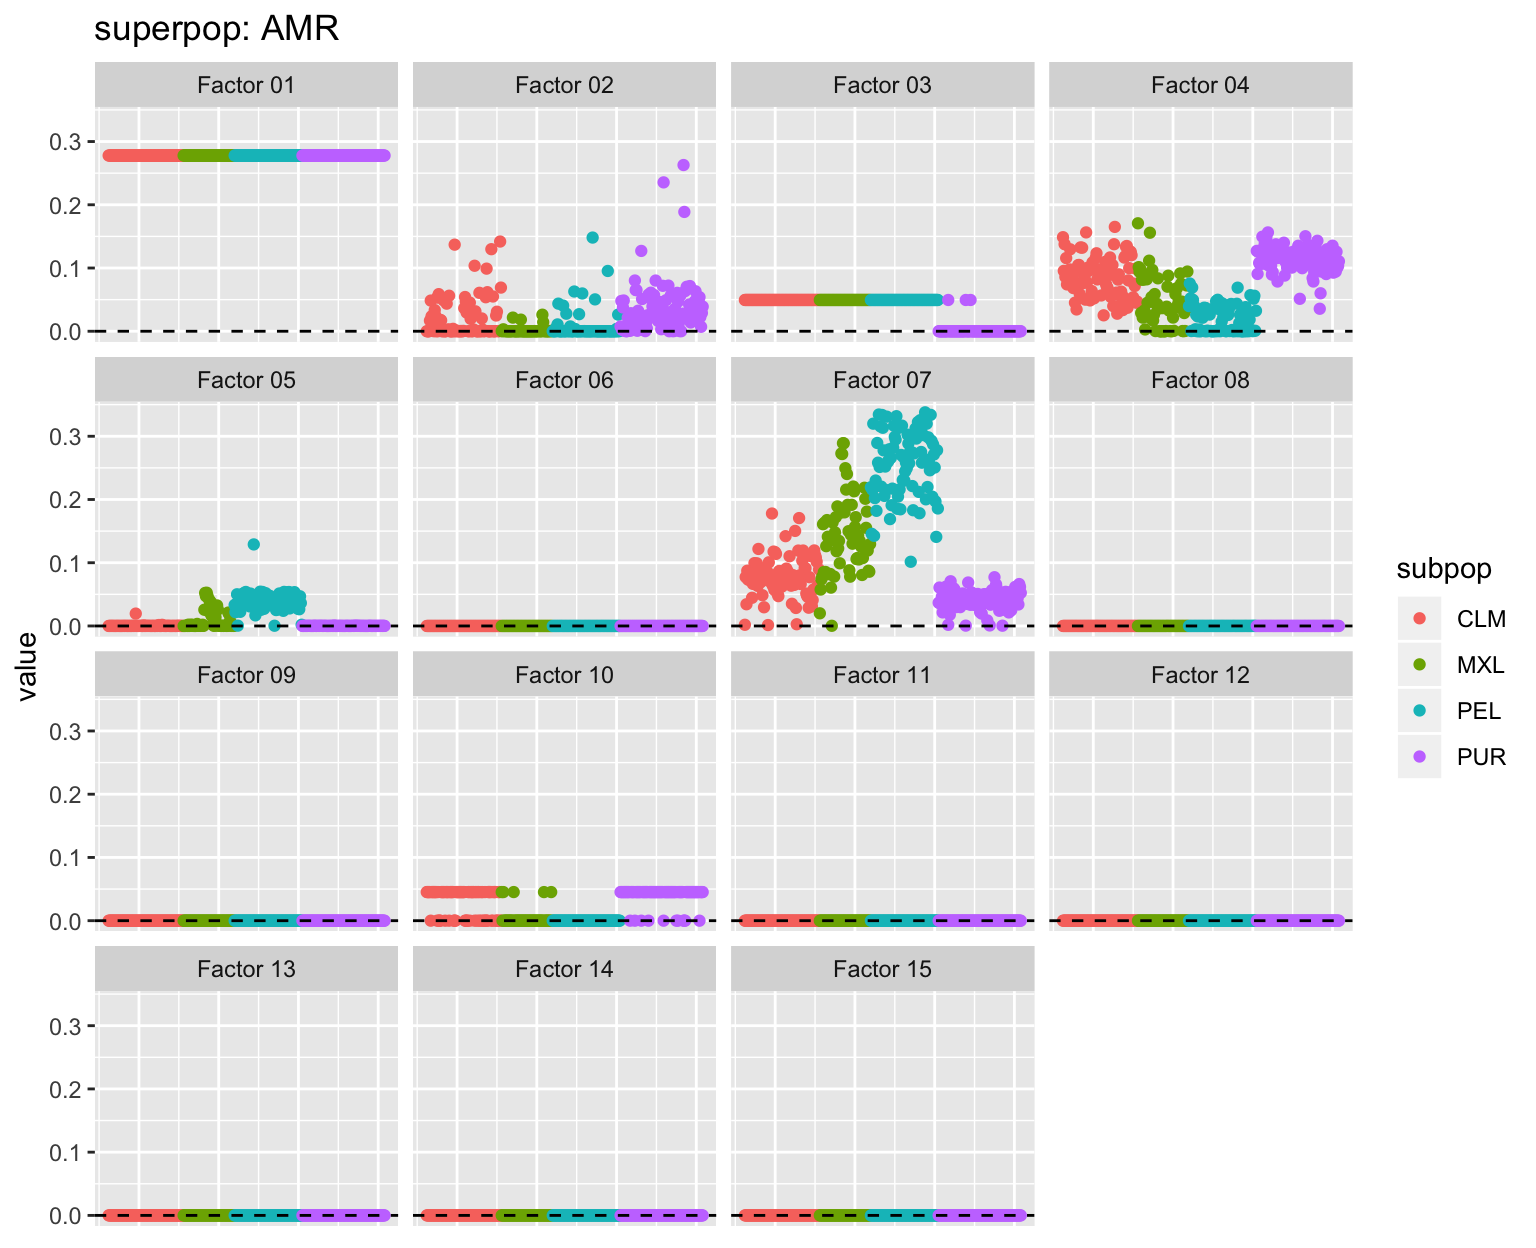 superpop: AMR
Factor 01
Factor 02
Factor 03
Factor 04
0.3
0.2
0.1
0.0
Factor 05
Factor 06
Factor 07
Factor 08
0.3
0.2
0.1
0.0
Factor 09
Factor 10
Factor 11
Factor 12
0.3
0.2
0.1
0.0
Factor 13
Factor 14
Factor 15
0.3
0.2
0.1
0.0
value
subpop
CLM
MXL
PEL
PUR